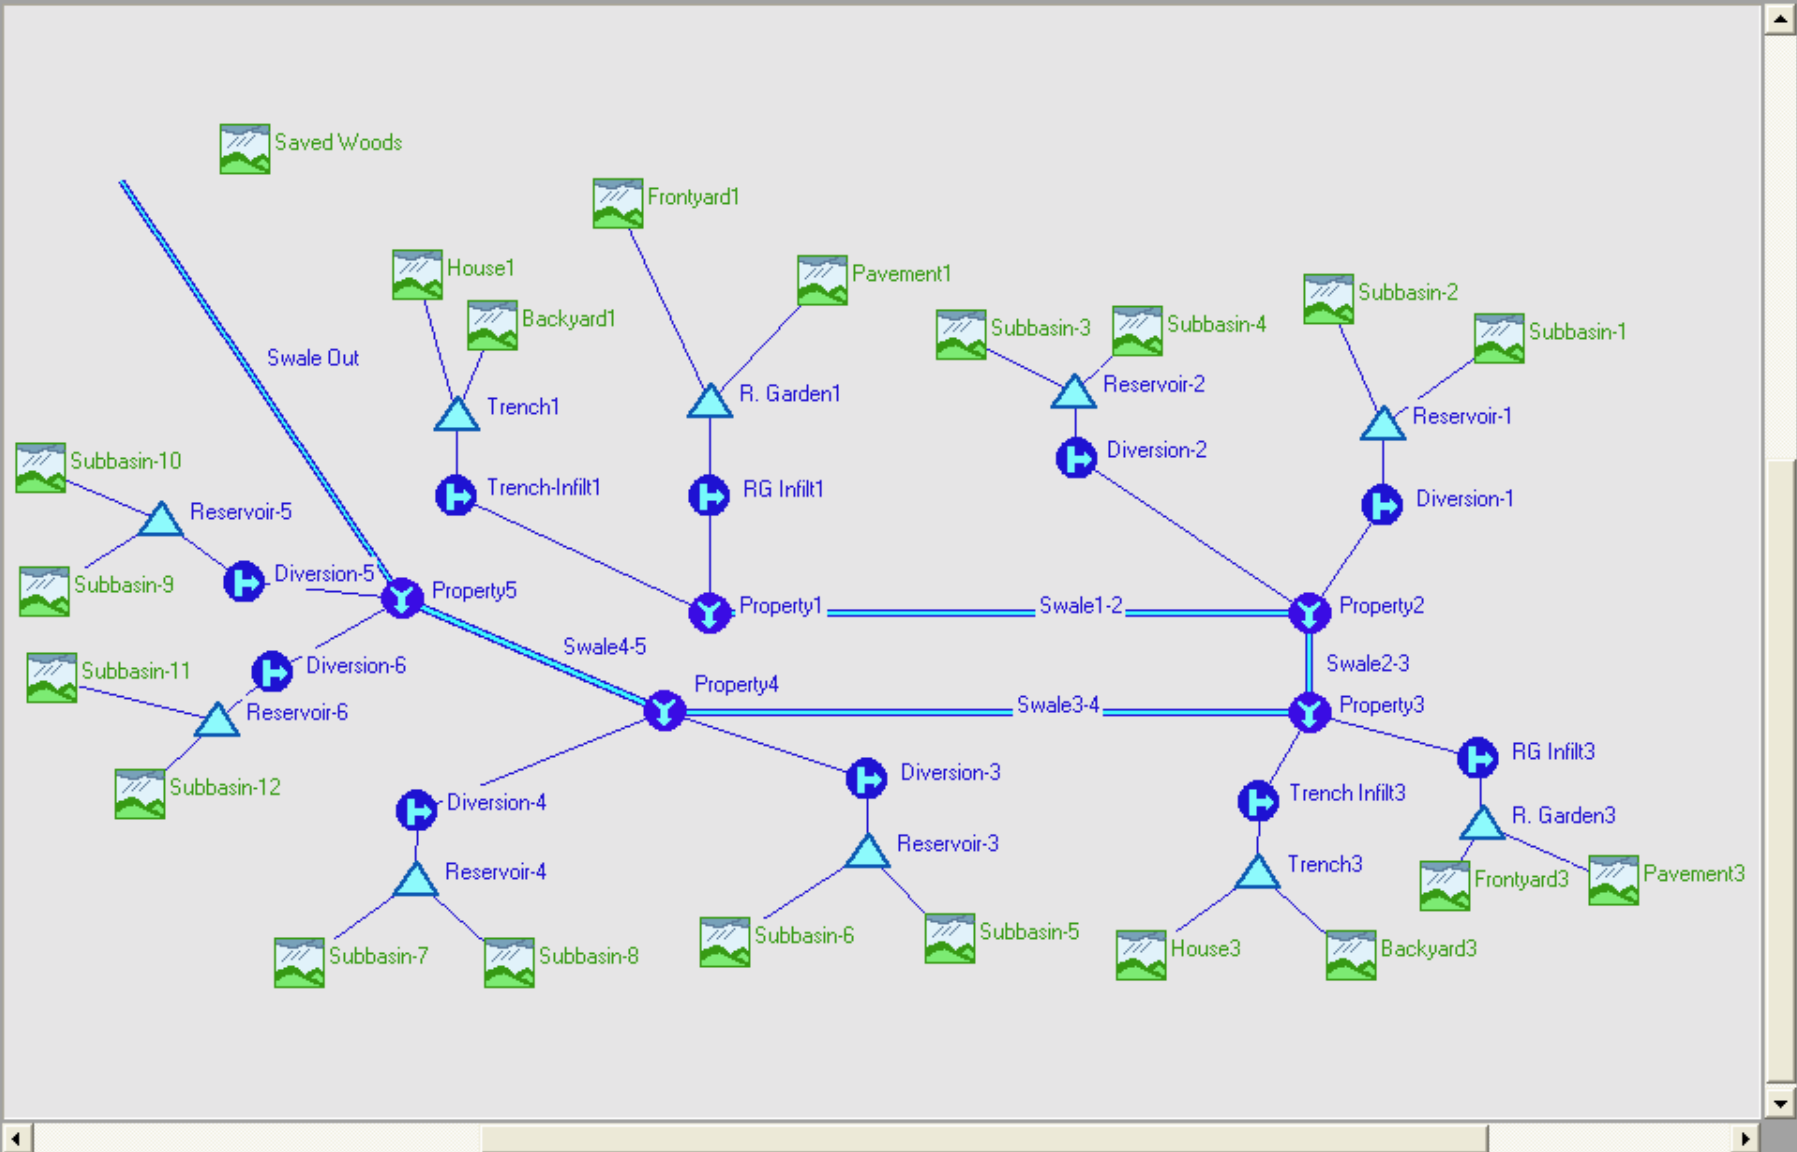 Saved Woods
Frontyard1
House1
Pavement1
Backyard1
Subbasin-2
Subbasin-3
Subbasin-4
Subbasin-1
Swale Out
Trench1
R. Garden1
Reservoir-2
Reservoir-1
Subbasin-10
Diversion-2
Reservoir-5
Trench-Infilt1
RG Infilt1
Diversion-1
Subbasin-9
Diversion-5
Property5
Property1
Swale1-2
Property2
Swale4-5
Subbasin-11
Diversion-6
Swale2-3
Reservoir-6
Property4
Swale3-4
Property3
Subbasin-12
Diversion-4
Diversion-3
Trench Infilt3
RG Infilt3
R. Garden3
Reservoir-4
Reservoir-3
Trench3
Frontyard3
Pavement3
Subbasin-7
Subbasin-8
Subbasin-6
Subbasin-5
House3
Backyard3